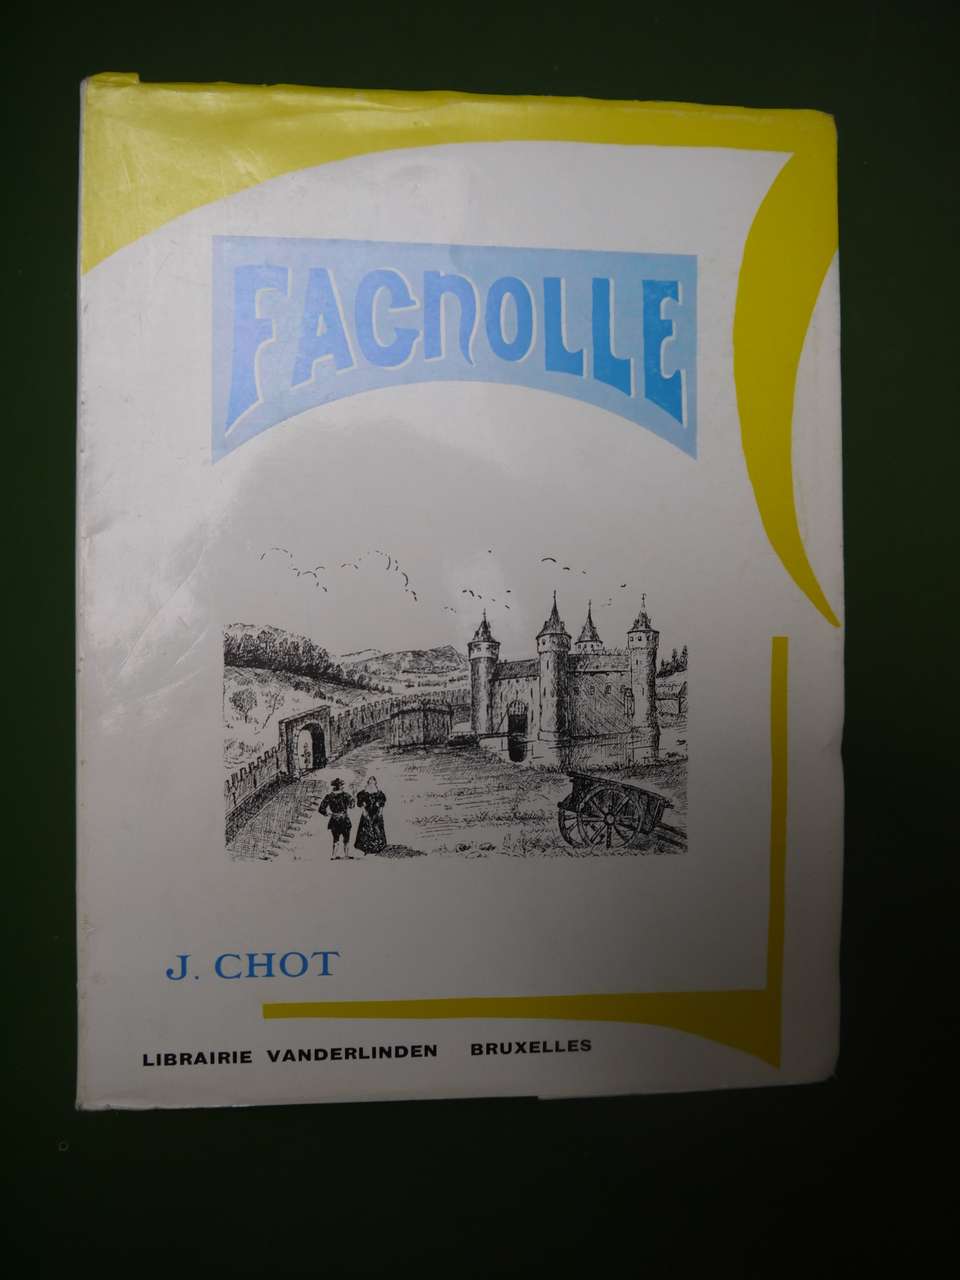 FAGNOLLE
J. CHOT
LIBRAIRIE VANDERLINDEN BRUXELLES